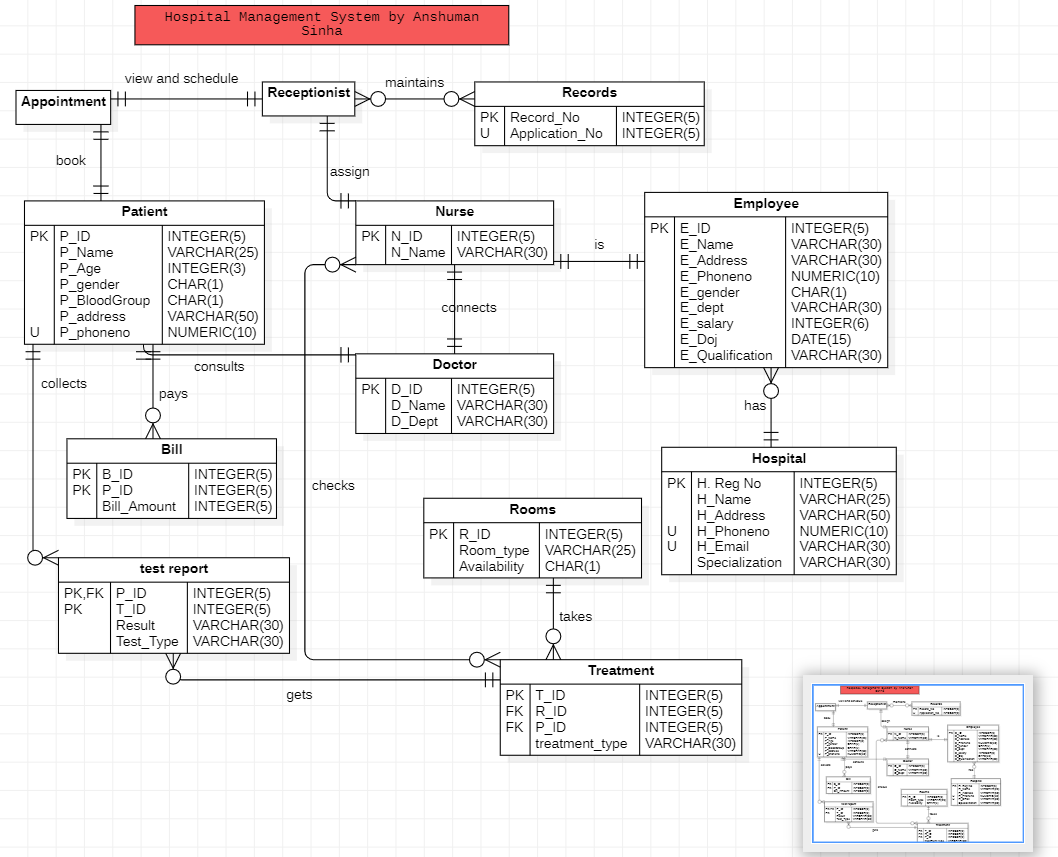 Hospital Management System by Anshuman
Sinha
view and schedule
maintains
Appointment
Receptionist
Records
PK Record_No INTEGER(5)
U Application_No INTEGER(5)
book
assign
Patient
PK P_ID INTEGER(5)
P_Name VARCHAR(25)
P_Age INTEGER(3)
P_gender CHAR(1)
P_BloodGroup CHAR(1)
P_address VARCHAR(50)
U P_phoneno NUMERIC(10)
Nurse
PK N_ID INTEGER(5)
N_Name VARCHAR(30)
is
Employee
PK E_ID INTEGER(5)
E_Name VARCHAR(30)
E_Address VARCHAR(30)
E_Phoneno NUMERIC(10)
E_gender CHAR(1)
E_dept VARCHAR(30)
E_salary INTEGER(6)
E_Doj DATE(15)
E_Qualification VARCHAR(30)
connects
consults
Doctor
PK D_ID INTEGER(5)
D_Name VARCHAR(30)
D_Dept VARCHAR(30)
collects
pays
has
Bill
PK B_ID INTEGER(5)
PK P_ID INTEGER(5)
Bill_Amount INTEGER(5)
Hospital
PK H. Reg No INTEGER(5)
H_Name VARCHAR(25)
H_Address VARCHAR(50)
U H_Phoneno NUMERIC(10)
U H_Email VARCHAR(30)
Specialization VARCHAR(30)
checks
Rooms
PK R_ID INTEGER(5)
Room_type VARCHAR(25)
Availability CHAR(1)
test report
PK,FK P_ID INTEGER(5)
PK T_ID INTEGER(5)
Result VARCHAR(30)
Test_Type VARCHAR(30)
takes
gets
Treatment
PK T_ID INTEGER(5)
FK R_ID INTEGER(5)
FK P_ID INTEGER(5)
treatment_type VARCHAR(30)